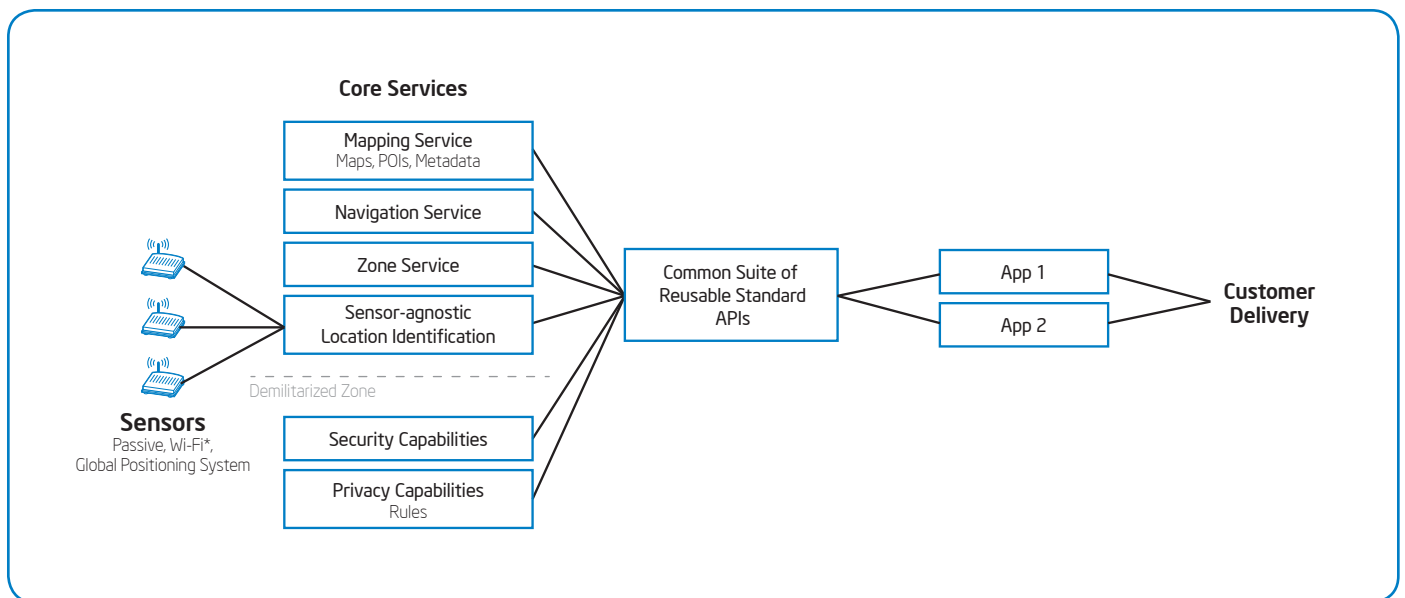 Core Services
Mapping Service
Maps, POIs, Metadata
Navigation Service
Zone Service
Sensor-agnostic
Location Identification
Demilitarized Zone
Security Capabilities
Privacy Capabilities
Rules
Sensors
Passive, Wi-Fi*,
Global Positioning System
Common Suite of
Reusable Standard
APIs
App 1
App 2
Customer
Delivery